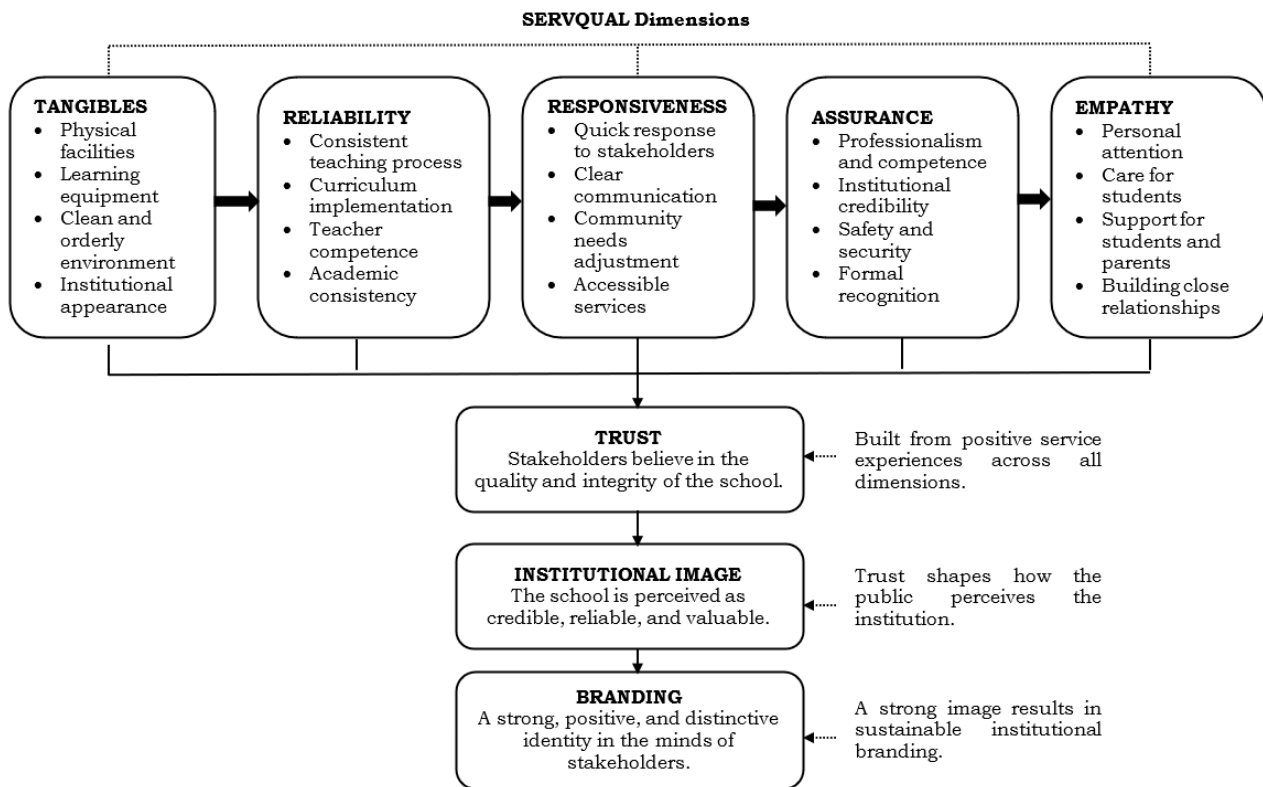 SERVQUAL Dimensions
TANGIBLES
• Physical
facilities
• Learning
equipment
• Clean and
orderly
environment
• Institutional
appearance
RELIABILITY
• Consistent
teaching process
• Curriculum
implementation
• Teacher
competence
• Academic
consistency
RESPONSIVENESS
• Quick response
to stakeholders
• Clear
communication
• Community
needs
adjustment
• Accessible
services
ASSURANCE
• Professionalism
and competence
• Institutional
credibility
• Safety and
security
• Formal
recognition
EMPATHY
• Personal
attention
• Care for
students
• Support for
students and
parents
• Building close
relationships
TRUST
Stakeholders believe in the
quality and integrity of the school.
Built from positive service
experiences across all
dimensions.
INSTITUTIONAL IMAGE
The school is perceived as
credible, reliable, and valuable.
Trust shapes how the
public perceives the
institution.
BRANDING
A strong, positive, and distinctive
identity in the minds of
stakeholders.
A strong image results in
sustainable institutional
branding.